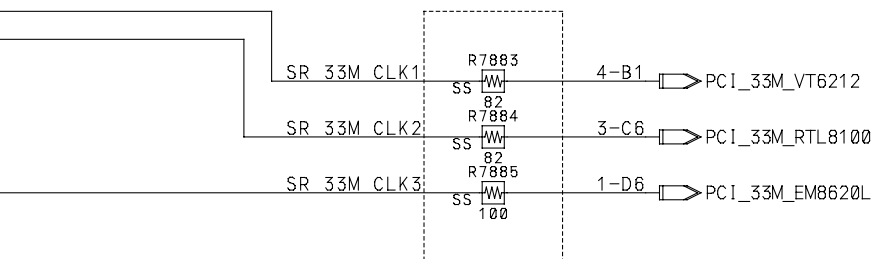 R7883
SR 33M CLK1 SS 82 4-B1 PCI_33M_VT6212
R7884
SR 33M CLK2 SS 82 3-C6 PCI_33M_RTL8100
R7885
SR 33M CLK3 SS 100 1-D6 PCI_33M_EM8620L